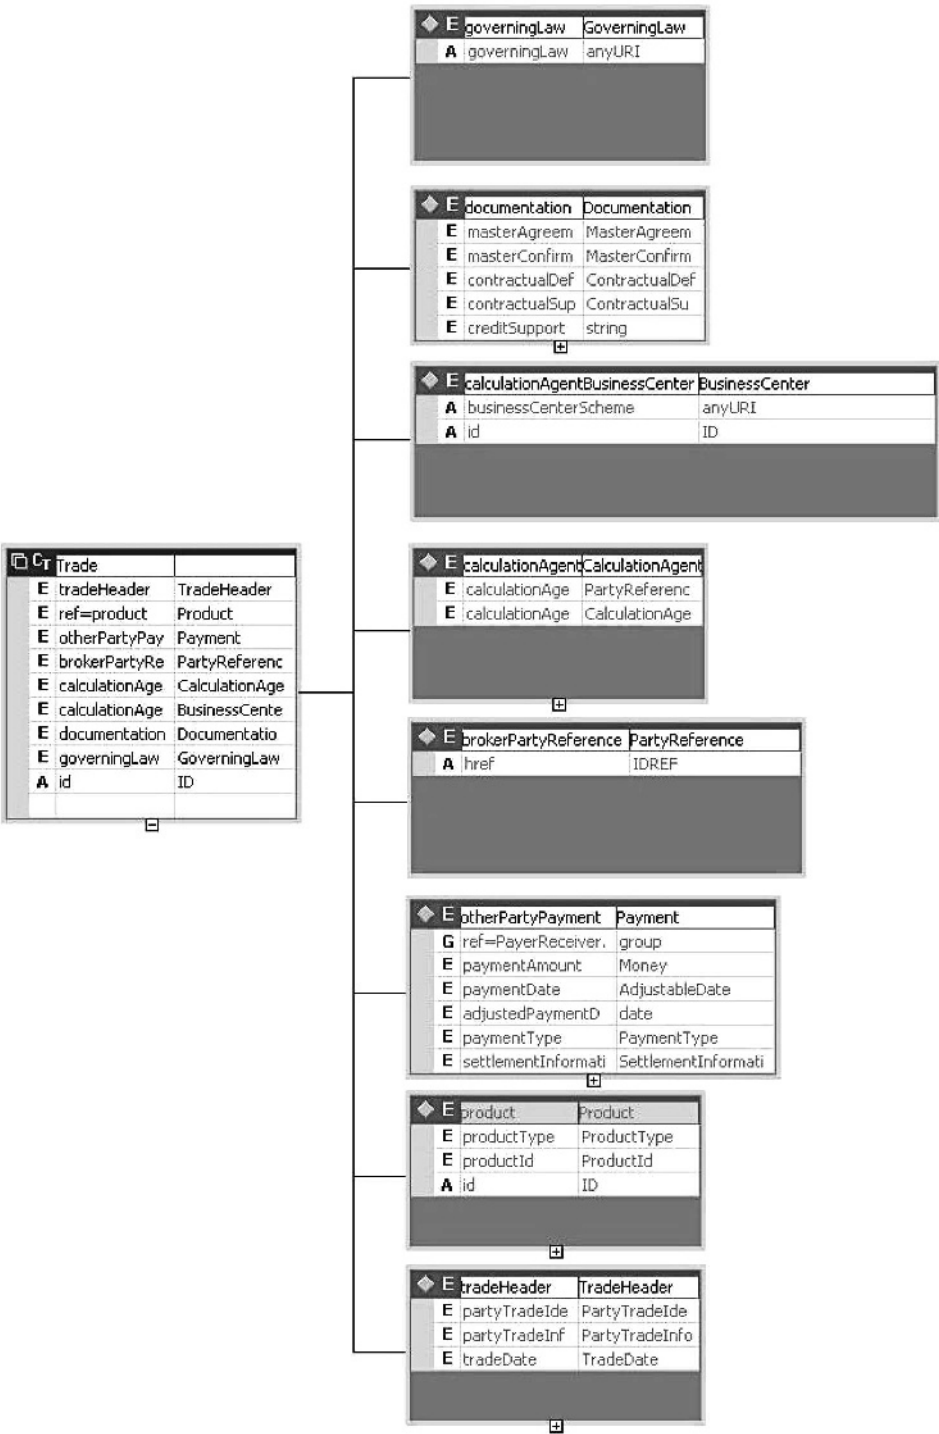 E governingLaw GoverningLaw
A governingLaw anyURI
E documentation Documentation
E masterAgreem MasterAgreem
E masterConfirm MasterConfirm
E contractualDef ContractualDef
E contractualSup ContractualSu
E creditSupport string
E calculationAgentBusinessCenter BusinessCenter
A businessCenterScheme anyURI
A id ID
CT Trade
E tradeHeader TradeHeader
E ref=product Product
E otherPartyPay Payment
E brokerPartyRe PartyReferenc
E calculationAge CalculationAge
E calculationAge BusinessCente
E documentation Documentatio
E governingLaw GoverningLaw
A id ID
E calculationAgent CalculationAgent
E calculationAge PartyReferenc
E calculationAge CalculationAge
E brokerPartyReference PartyReference
A href IDREF
E otherPartyPayment Payment
G ref=PayerReceiver. group
E paymentAmount Money
E paymentDate AdjustableDate
E adjustedPaymentD date
E paymentType PaymentType
E settlementInformati SettlementInformati
E product Product
E productType ProductType
E productId ProductId
A id ID
E tradeHeader TradeHeader
E partyTradeIde PartyTradeIde
E partyTradeInf PartyTradeInfo
E tradeDate TradeDate